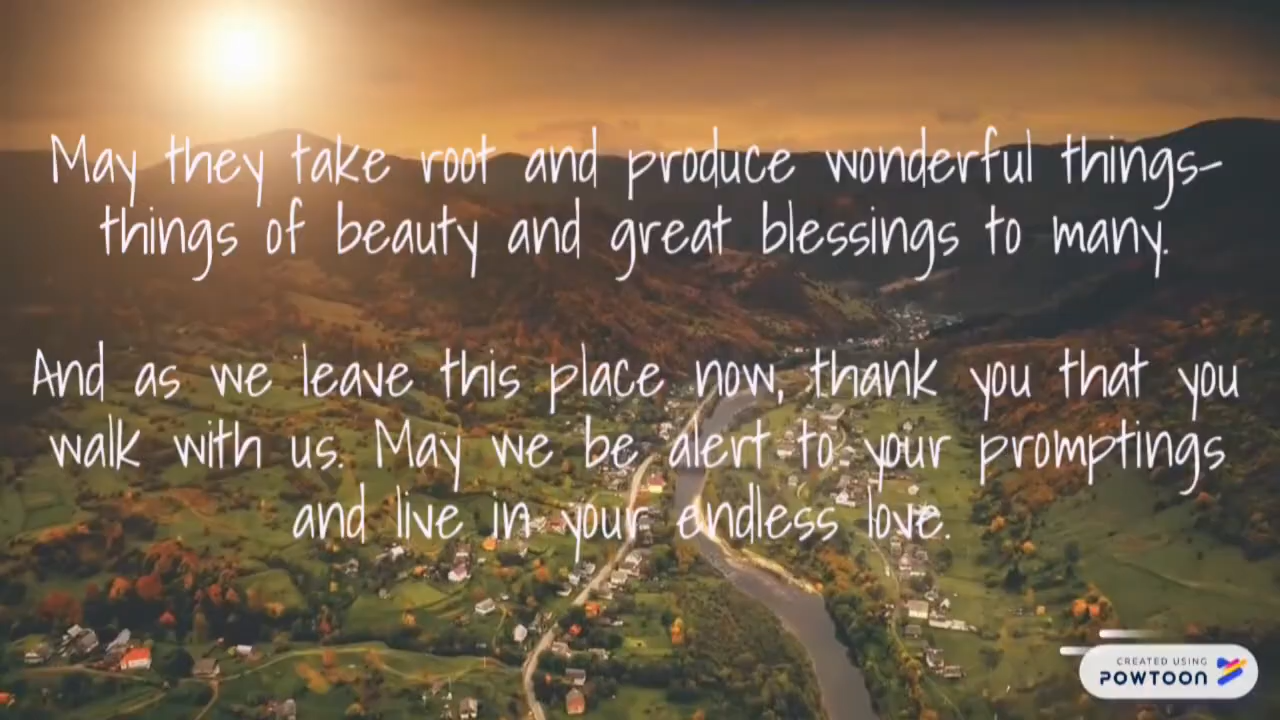 May they take root and produce wonderful things-
things of beauty and great blessings to many.
And as we leave this place now, thank you that you
walk with us. May we be alert to your promptings
and live in your endless love.
CREATED USING
POWTOON